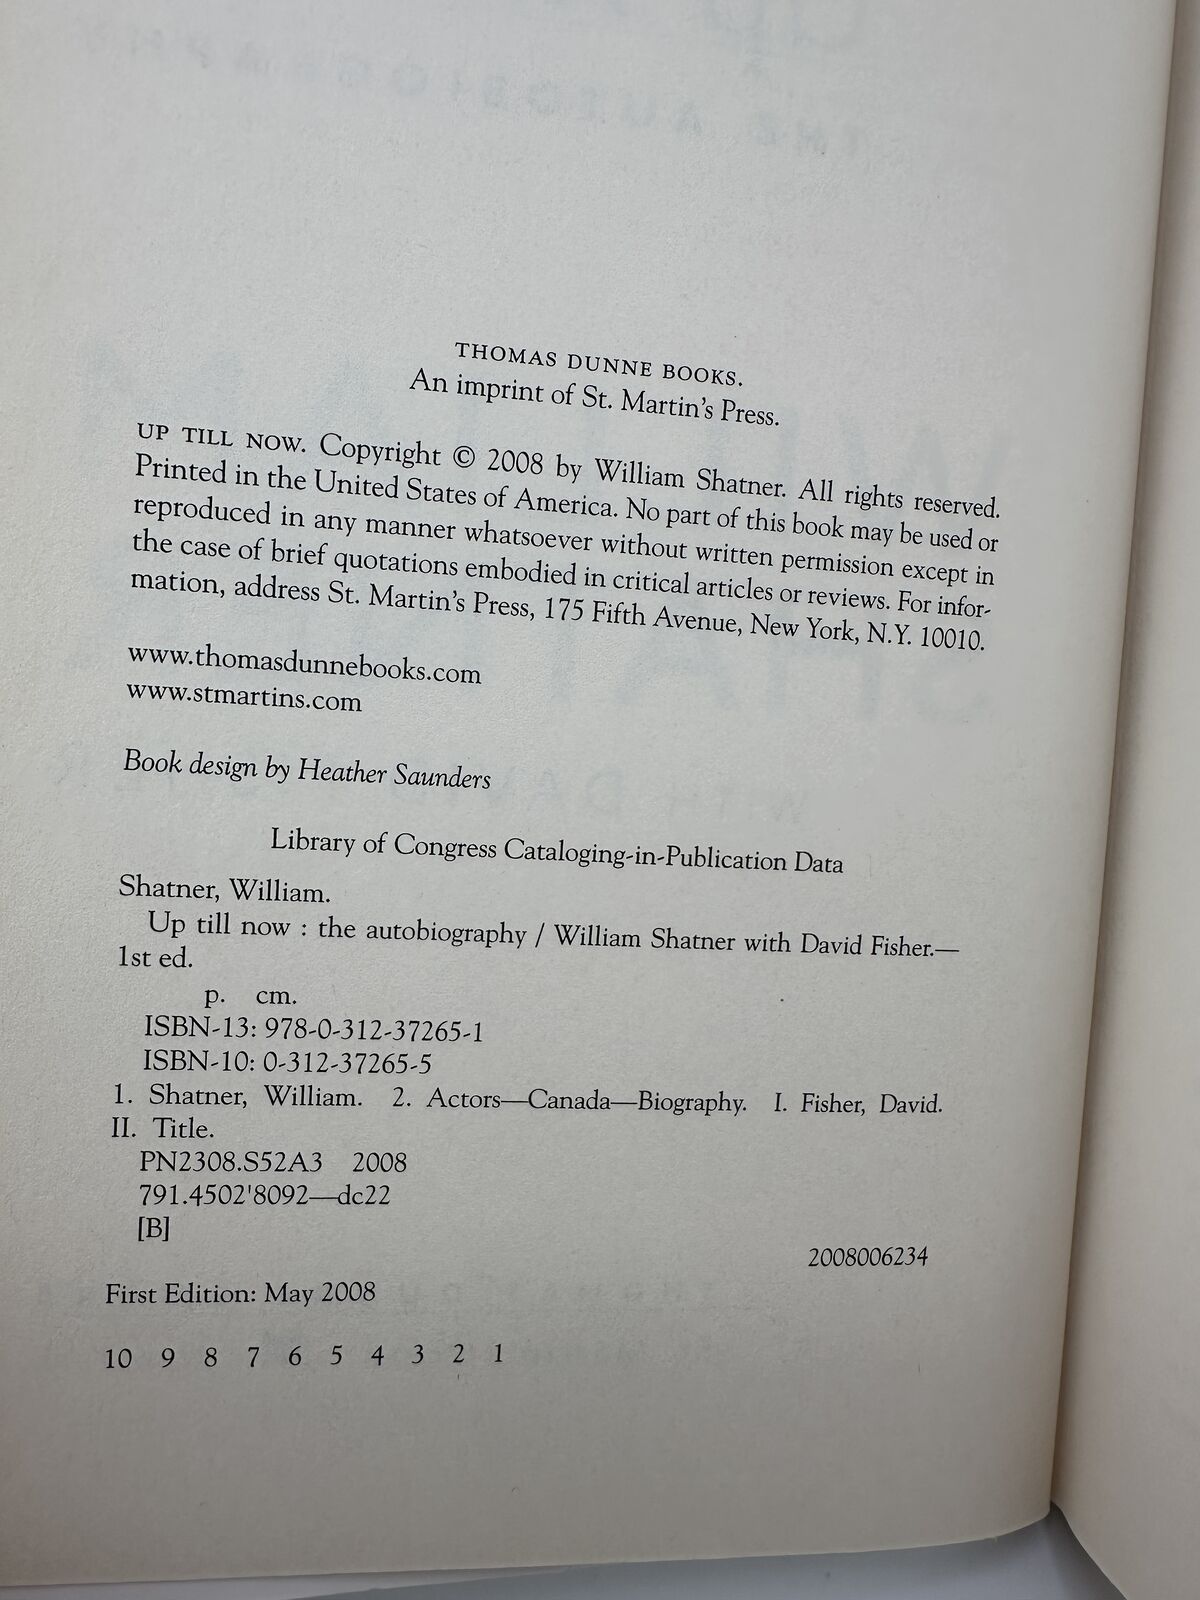 THOMAS DUNNE BOOKS.
An imprint of St. Martin's Press.
UP TILL NOW. Copyright © 2008 by William Shatner. All rights reserved.
Printed in the United States of America. No part of this book may be used or
reproduced in any manner whatsoever without written permission except in
the case of brief quotations embodied in critical articles or reviews. For infor-
mation, address St. Martin's Press, 175 Fifth Avenue, New York, N.Y. 10010.
www.thomasdunnebooks.com
www.stmartins.com
Book design by Heather Saunders
Library of Congress Cataloging-in-Publication Data
Shatner, William.
Up till now : the autobiography / William Shatner with David Fisher.—
1st ed.
p. cm.
ISBN-13: 978-0-312-37265-1
ISBN-10: 0-312-37265-5
1. Shatner, William. 2. Actors—Canada—Biography. I. Fisher, David.
II. Title.
PN2308.S52A3 2008
791.4502'8092—dc22
[B]
2008006234
First Edition: May 2008
10 9 8 7 6 5 4 3 2 1